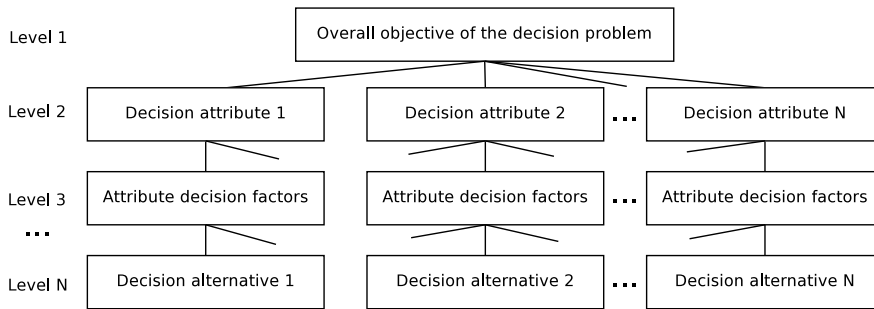 Level 1
Overall objective of the decision problem
Level 2
Decision attribute 1
Decision attribute 2
...
Decision attribute N
Level 3
Attribute decision factors
Attribute decision factors
...
Attribute decision factors
...
Level N
Decision alternative 1
Decision alternative 2
...
Decision alternative N